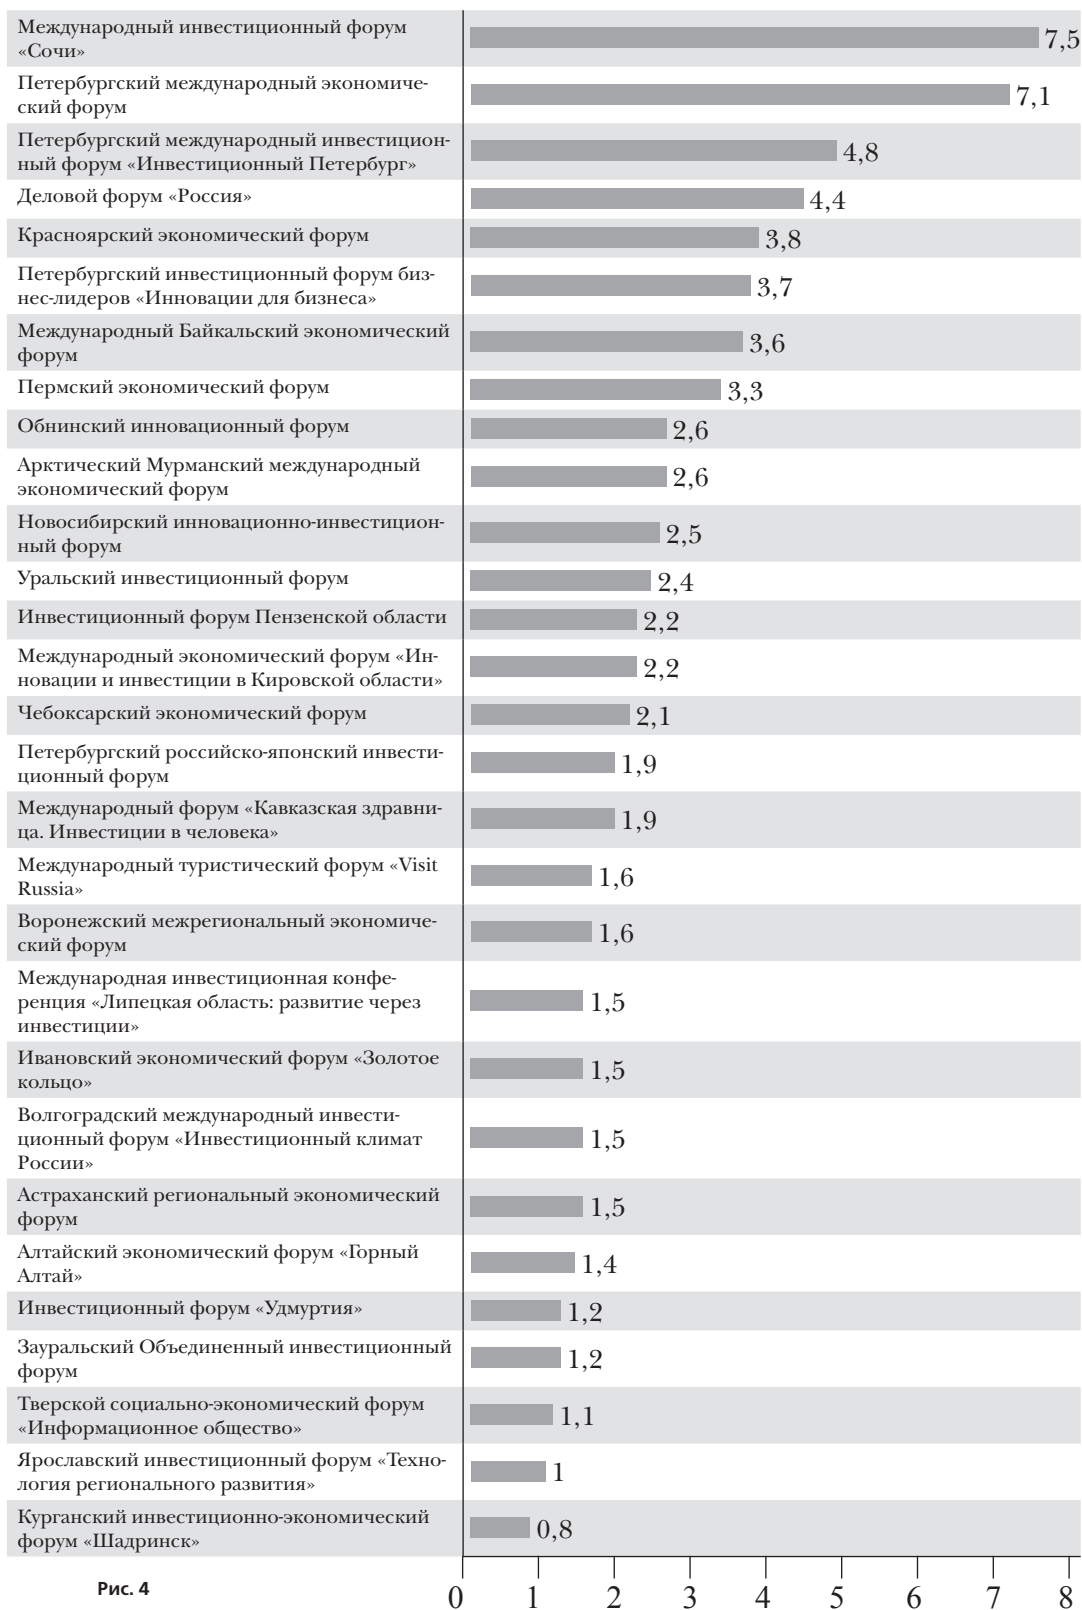 Международный инвестиционный форум
«Сочи»
7,5
Петербургский международный экономиче-
ский форум
7,1
Петербургский международный инвестицион-
ный форум «Инвестиционный Петербург»
4,8
Деловой форум «Россия»
4,4
Красноярский экономический форум
3,8
Петербургский инвестиционный форум биз-
нес-лидеров «Инновации для бизнеса»
3,7
Международный Байкальский экономический
форум
3,6
Пермский экономический форум
3,3
Обнинский инновационный форум
2,6
Арктический Мурманский международный
экономический форум
2,6
Новосибирский инновационно-инвестицион-
ный форум
2,5
Уральский инвестиционный форум
2,4
Инвестиционный форум Пензенской области
2,2
Международный экономический форум «Ин-
новации и инвестиции в Кировской области»
2,2
Чебоксарский экономический форум
2,1
Петербургский российско-японский инвести-
ционный форум
1,9
Международный форум «Кавказская здравни-
ца. Инвестиции в человека»
1,9
Международный туристический форум «Visit
Russia»
1,6
Воронежский межрегиональный экономиче-
ский форум
1,6
Международная инвестиционная конфе-
ренция «Липецкая область: развитие через
инвестиции»
1,5
Ивановский экономический форум «Золотое
кольцо»
1,5
Волгоградский международный инвести-
ционный форум «Инвестиционный климат
России»
1,5
Астраханский региональный экономический
форум
1,5
Алтайский экономический форум «Горный
Алтай»
1,4
Инвестиционный форум «Удмуртия»
1,2
Зауральский Объединенный инвестиционный
форум
1,2
Тверской социально-экономический форум
«Информационное общество»
1,1
Ярославский инвестиционный форум «Техно-
логия регионального развития»
1
Курганский инвестиционно-экономический
форум «Шадринск»
0,8
Рис. 4
0 1 2 3 4 5 6 7 8